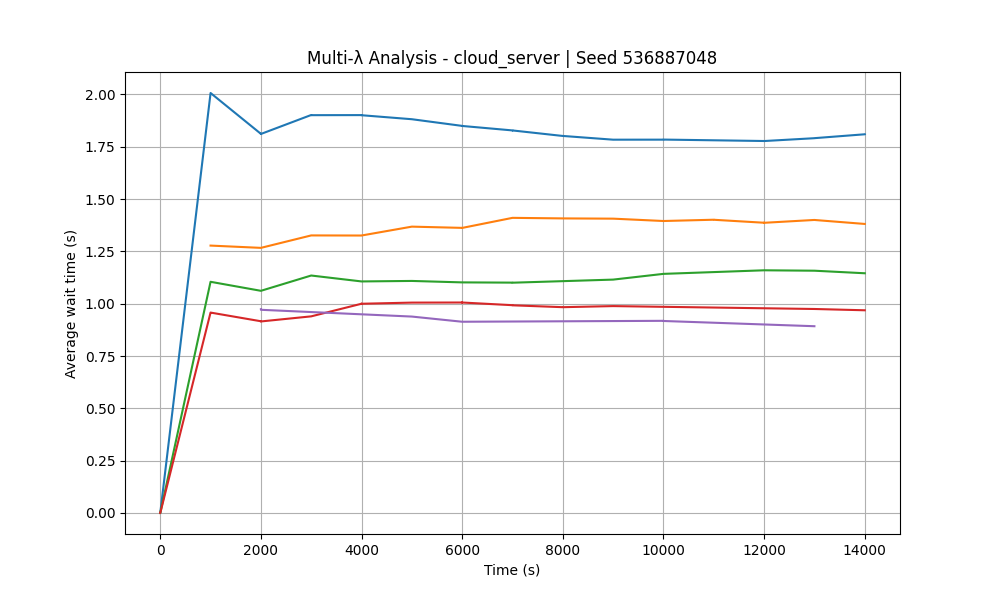 Multi-λ Analysis - cloud_server | Seed 536887048
2.00
1.75
1.50
1.25
1.00
0.75
0.50
0.25
0.00
Average wait time (s)
0 2000 4000 6000 8000 10000 12000 14000
Time (s)